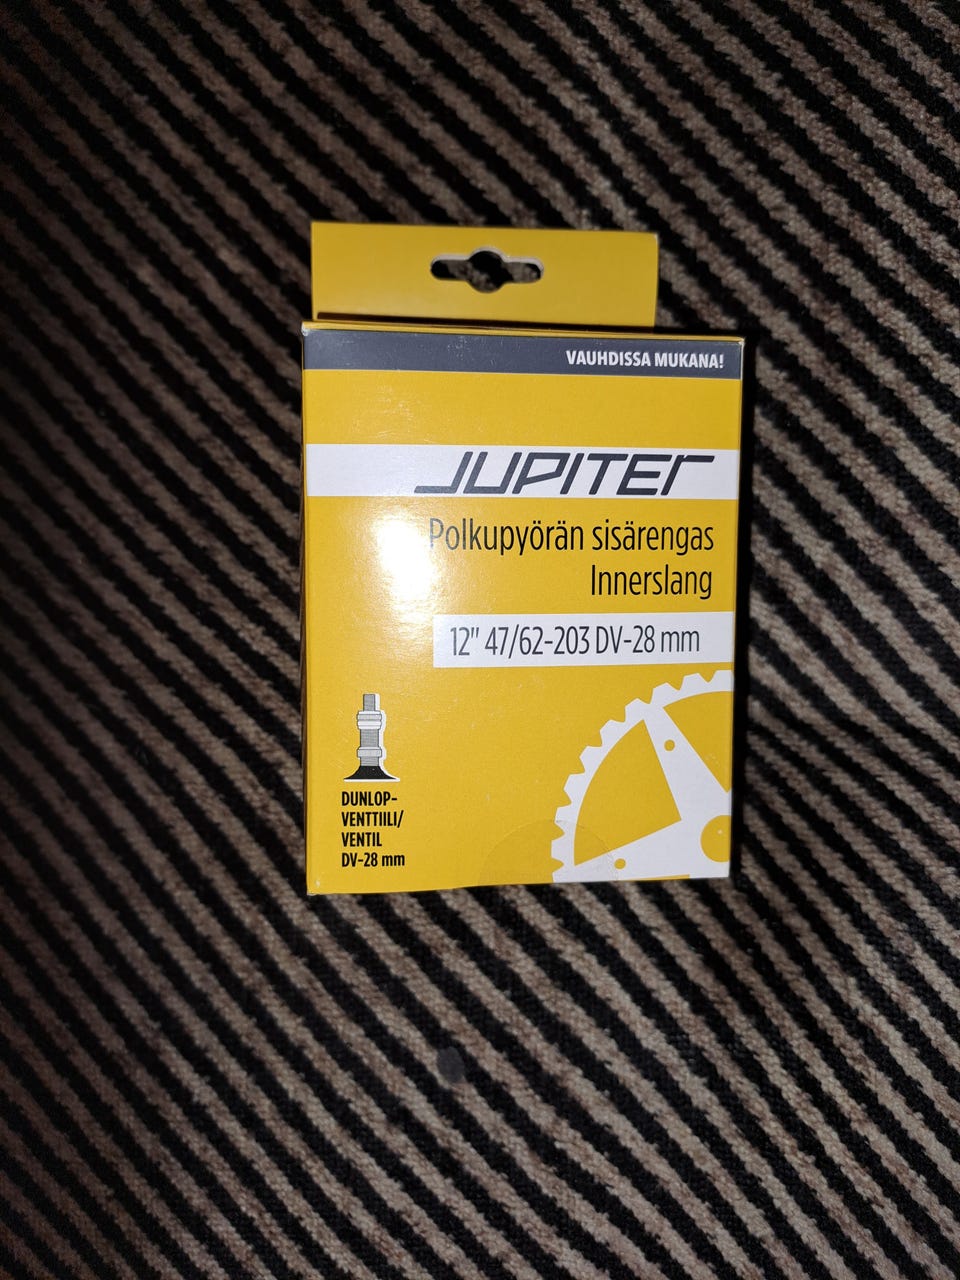 VAUHDISSA MUKANA!
JUPITER
Polkupyörän sisärengas
Innerslang
12" 47/62-203 DV-28 mm
DUNLOP-
VENTTIILI/
VENTIL
DV-28 mm